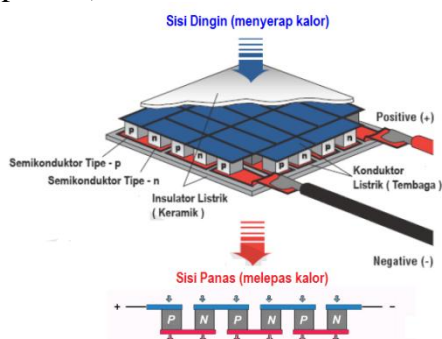 Sisi Dingin (menyerap kalor)
Positive (+)
Semikonduktor Tipe - p
Semikonduktor Tipe - n
Insulator Listrik
( Keramik )
Konduktor
Listrik ( Tembaga )
Negative (-)
Sisi Panas (melepas kalor)
p n p n p n p n
+ P N P N P N -